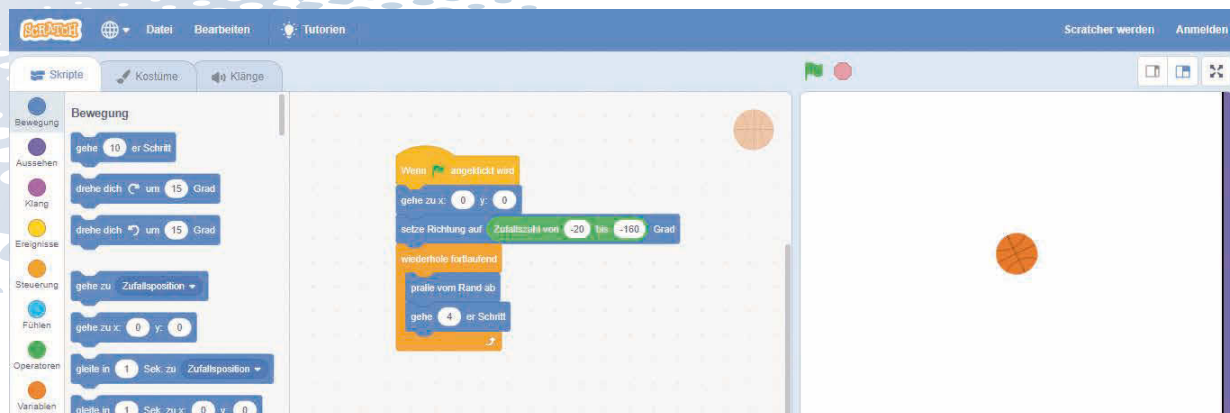 SCRATCH Datei Bearbeiten Tutorien Scratcher werden Anmelden
Skripte Kostüme Klänge
Bewegung
Aussehen
Klang
Ereignisse
Steuerung
Fühlen
Operatoren
Variablen
Bewegung
gehe 10 er Schritt
drehe dich um 15 Grad
drehe dich um 15 Grad
gehe zu Zufallsposition
gehe zu x: 0 y: 0
gleite in 1 Sek. zu Zufallsposition
gleite in 1 Sek. zu x: 0 y: 0
Wenn angeklickt wird
gehe zu x: 0 y: 0
setze Richtung auf Zufallszahl von -20 bis -160 Grad
wiederhole fortlaufend
pralle vom Rand ab
gehe 4 er Schritt